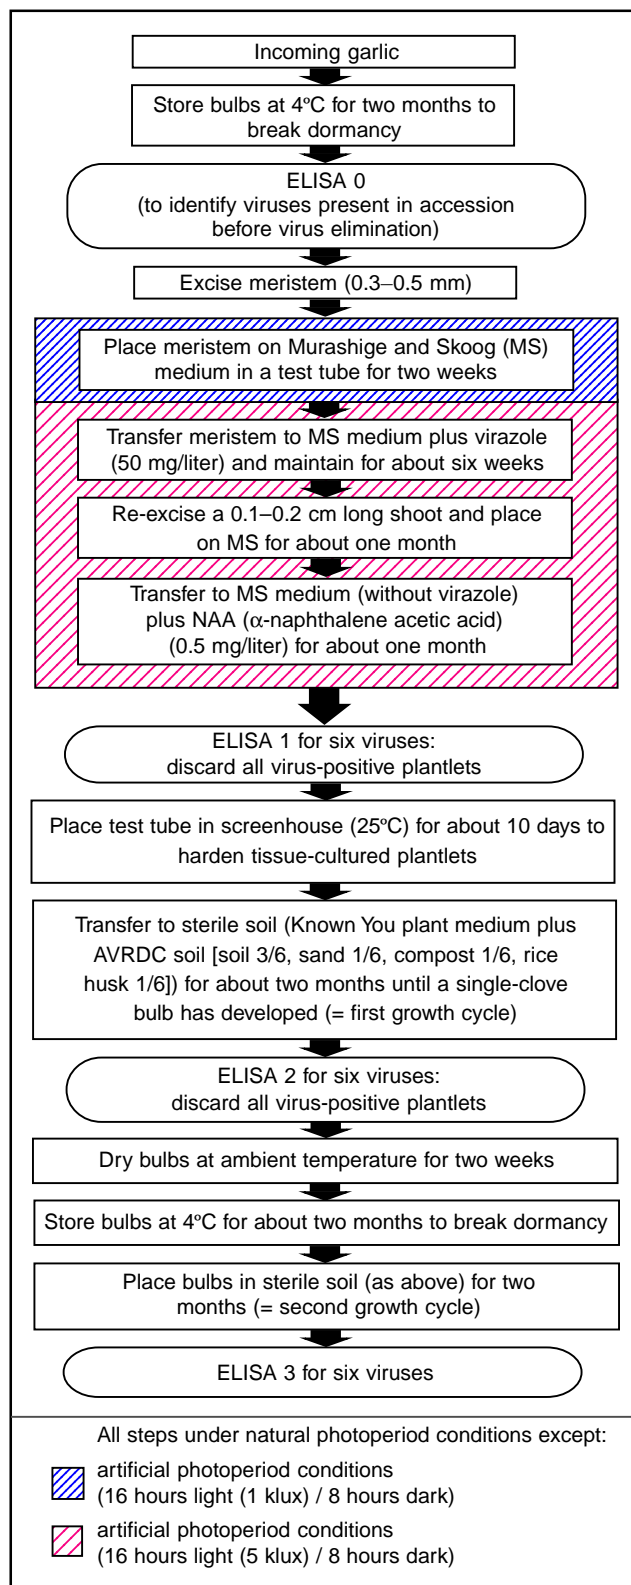 Incoming garlic
Store bulbs at 4ºC for two months to
break dormancy
ELISA 0
(to identify viruses present in accession
before virus elimination)
Excise meristem (0.3–0.5 mm)
Place meristem on Murashige and Skoog (MS)
medium in a test tube for two weeks
Transfer meristem to MS medium plus virazole
(50 mg/liter) and maintain for about six weeks
Re-excise a 0.1–0.2 cm long shoot and place
on MS for about one month
Transfer to MS medium (without virazole)
plus NAA (α-naphthalene acetic acid)
(0.5 mg/liter) for about one month
ELISA 1 for six viruses:
discard all virus-positive plantlets
Place test tube in screenhouse (25ºC) for about 10 days to
harden tissue-cultured plantlets
Transfer to sterile soil (Known You plant medium plus
AVRDC soil [soil 3/6, sand 1/6, compost 1/6, rice
husk 1/6]) for about two months until a single-clove
bulb has developed (= first growth cycle)
ELISA 2 for six viruses:
discard all virus-positive plantlets
Dry bulbs at ambient temperature for two weeks
Store bulbs at 4ºC for about two months to break dormancy
Place bulbs in sterile soil (as above) for two
months (= second growth cycle)
ELISA 3 for six viruses
All steps under natural photoperiod conditions except:
artificial photoperiod conditions
(16 hours light (1 klux) / 8 hours dark)
artificial photoperiod conditions
(16 hours light (5 klux) / 8 hours dark)